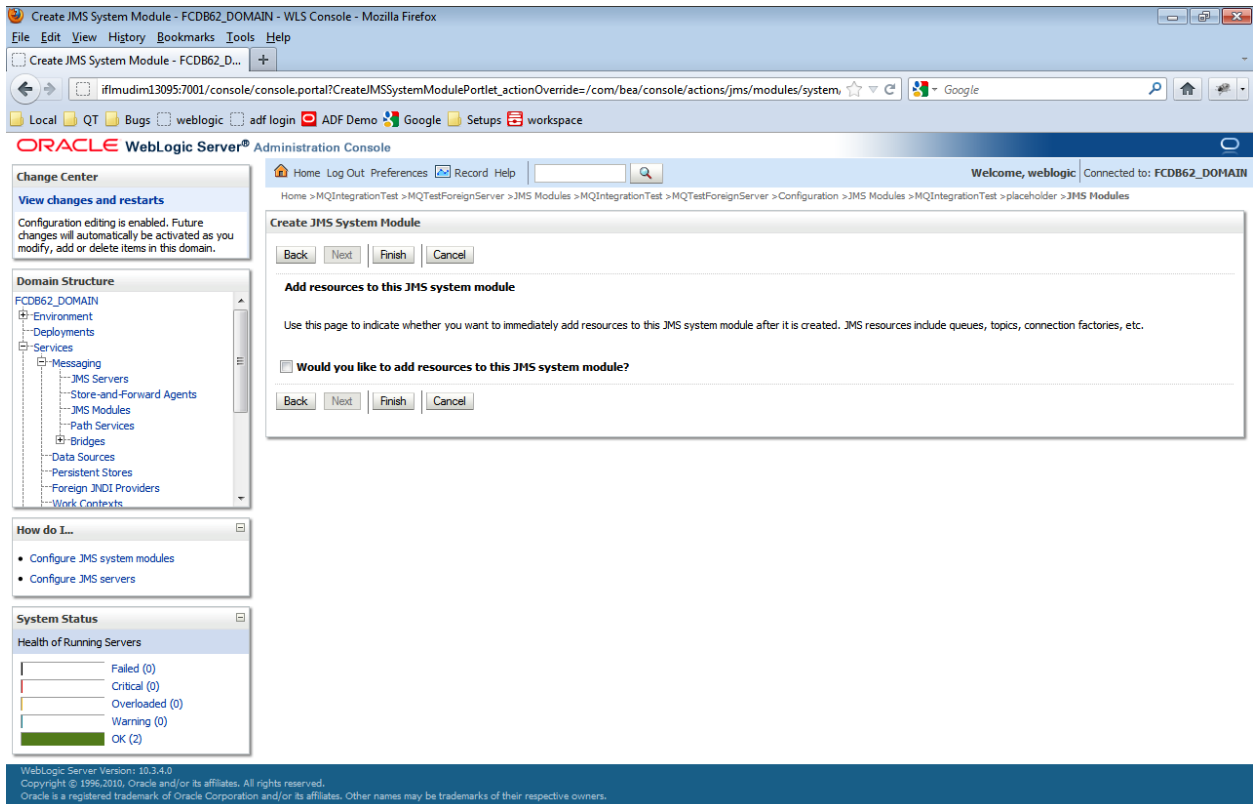 Create JMS System Module - FCDB62_DOMAIN - WLS Console - Mozilla Firefox
File Edit View History Bookmarks Tools Help
Create JMS System Module - FCDB62_D...
iflmudim13095:7001/console/console.portal?CreateJMSSystemModulePortlet_actionOverride=/com/bea/console/actions/jms/modules/system,
Google
Local QT Bugs weblogic adf login ADF Demo Google Setups workspace
ORACLE WebLogic Server® Administration Console
Change Center
View changes and restarts
Configuration editing is enabled. Future
changes will automatically be activated as you
modify, add or delete items in this domain.
Domain Structure
FCDB62_DOMAIN
Environment
Deployments
Services
Messaging
JMS Servers
Store-and-Forward Agents
JMS Modules
Path Services
Bridges
Data Sources
Persistent Stores
Foreign JNDI Providers
Work Contexts
How do I...
Configure JMS system modules
Configure JMS servers
System Status
Health of Running Servers
Failed (0)
Critical (0)
Overloaded (0)
Warning (0)
OK (2)
Home Log Out Preferences Record Help
Welcome, weblogic Connected to: FCDB62_DOMAIN
Home >MQIntegrationTest >MQTestForeignServer >JMS Modules >MQIntegrationTest >MQTestForeignServer >Configuration >JMS Modules >MQIntegrationTest >placeholder >JMS Modules
Create JMS System Module
Back Next Finish Cancel
Add resources to this JMS system module
Use this page to indicate whether you want to immediately add resources to this JMS system module after it is created. JMS resources include queues, topics, connection factories, etc.
Would you like to add resources to this JMS system module?
Back Next Finish Cancel
WebLogic Server Version: 10.3.4.0
Copyright © 1996,2010, Oracle and/or its affiliates. All rights reserved.
Oracle is a registered trademark of Oracle Corporation and/or its affiliates. Other names may be trademarks of their respective owners.